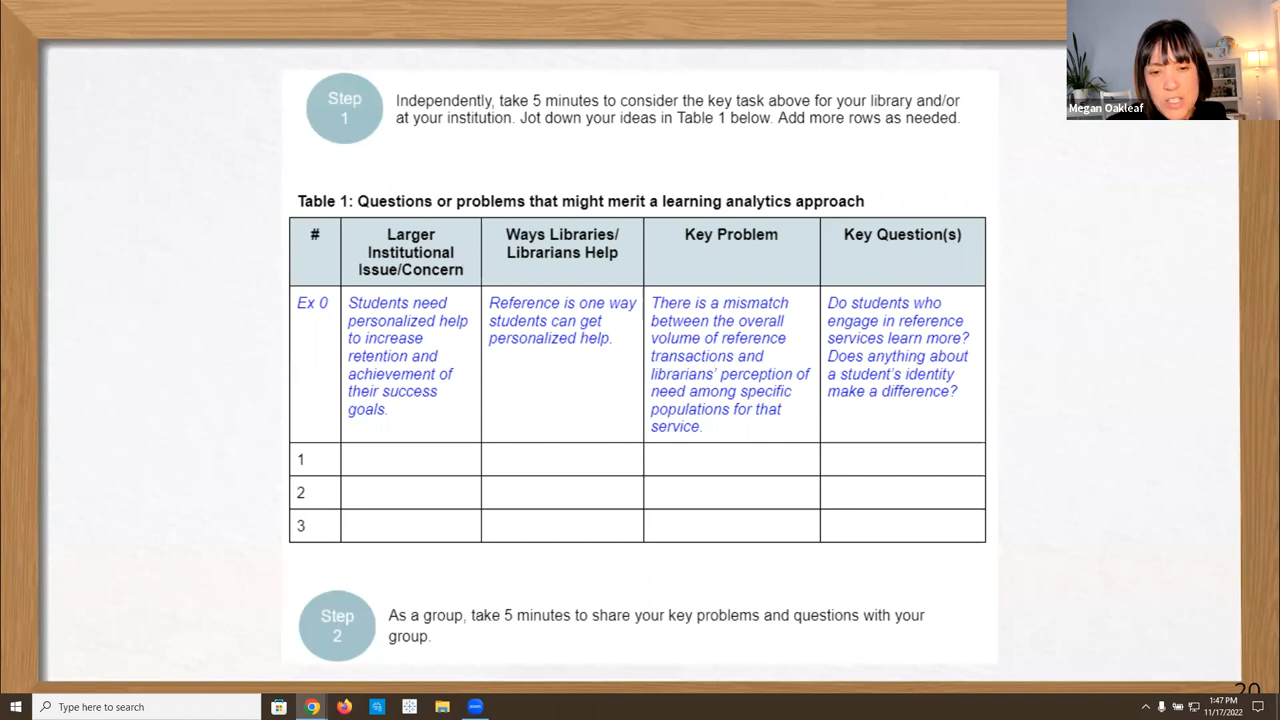 Megan Oakleaf
Step
1
Independently, take 5 minutes to consider the key task above for your library and/or
at your institution. Jot down your ideas in Table 1 below. Add more rows as needed.
Table 1: Questions or problems that might merit a learning analytics approach
#
Larger
Institutional
Issue/Concern
Ways Libraries/
Librarians Help
Key Problem
Key Question(s)
Ex 0
Students need
personalized help
to increase
retention and
achievement of
their success
goals.
Reference is one way
students can get
personalized help.
There is a mismatch
between the overall
volume of reference
transactions and
librarians' perception of
need among specific
populations for that
service.
Do students who
engage in reference
services learn more?
Does anything about
a student's identity
make a difference?
1
2
3
Step
2
As a group, take 5 minutes to share your key problems and questions with your
group.
20
Type here to search
1:47 PM
11/17/2022